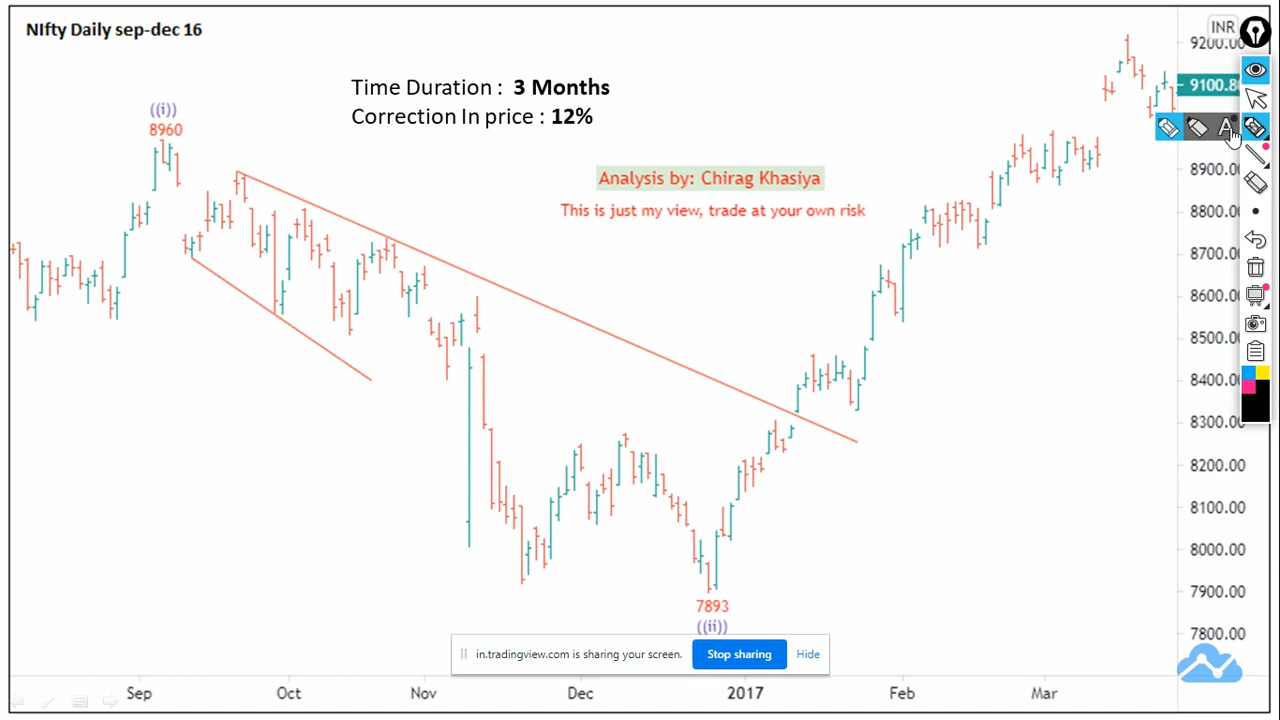 NIfty Daily sep-dec 16
Time Duration : 3 Months
Correction In price : 12%
((i))
8960
Analysis by: Chirag Khasiya
This is just my view, trade at your own risk
INR
9200.00
9100.8
A
8900.00
8800.00
8700.00
8600.00
8500.00
8400.00
8300.00
8200.00
8100.00
8000.00
7900.00
7800.00
7893
((ii))
in.tradingview.com is sharing your screen.
Stop sharing
Hide
Sep
Oct
Nov
Dec
2017
Feb
Mar